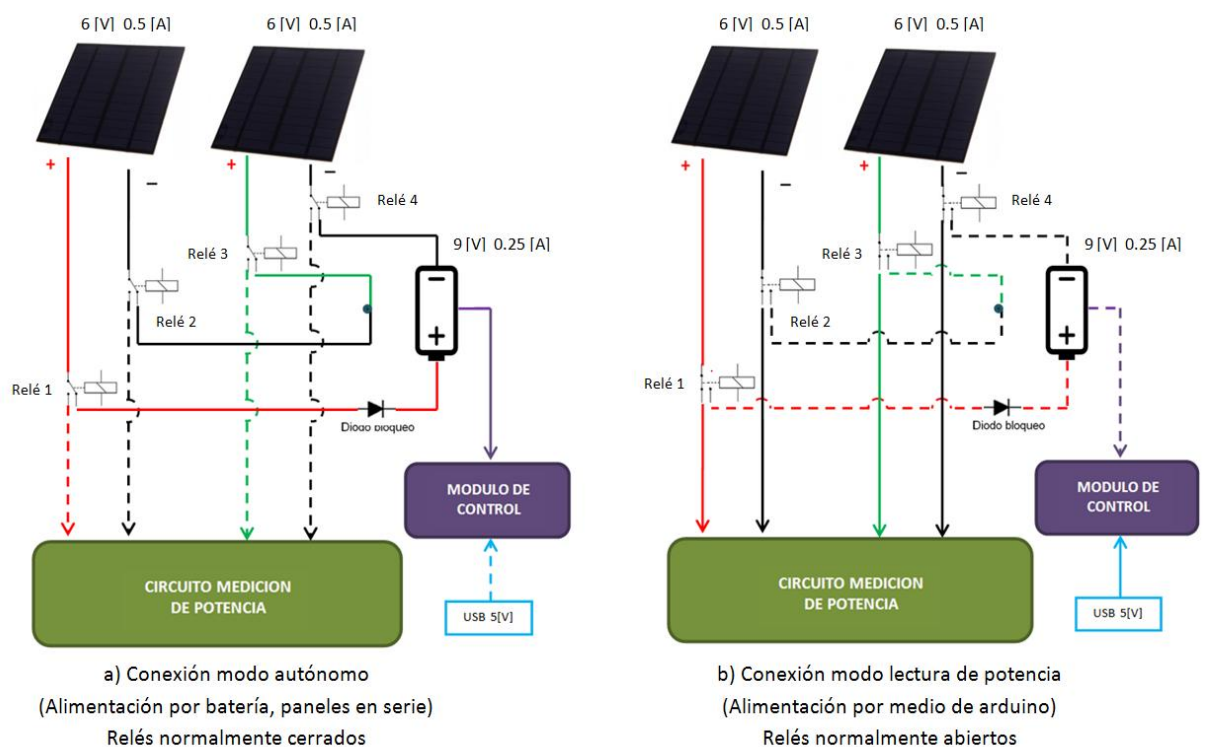 6 [V] 0.5 [A]
6 [V] 0.5 [A]
+
−
+
−
Relé 4
Relé 3
9 [V] 0.25 [A]
−
+
Relé 2
Relé 1
Diodo bloqueo
MODULO DE
CONTROL
CIRCUITO MEDICION
DE POTENCIA
USB 5[V]
a) Conexión modo autónomo
(Alimentación por batería, paneles en serie)
Relés normalmente cerrados
6 [V] 0.5 [A]
6 [V] 0.5 [A]
+
−
+
−
Relé 4
Relé 3
9 [V] 0.25 [A]
−
+
Relé 2
Relé 1
Diodo bloqueo
MODULO DE
CONTROL
CIRCUITO MEDICION
DE POTENCIA
USB 5[V]
b) Conexión modo lectura de potencia
(Alimentación por medio de arduino)
Relés normalmente abiertos